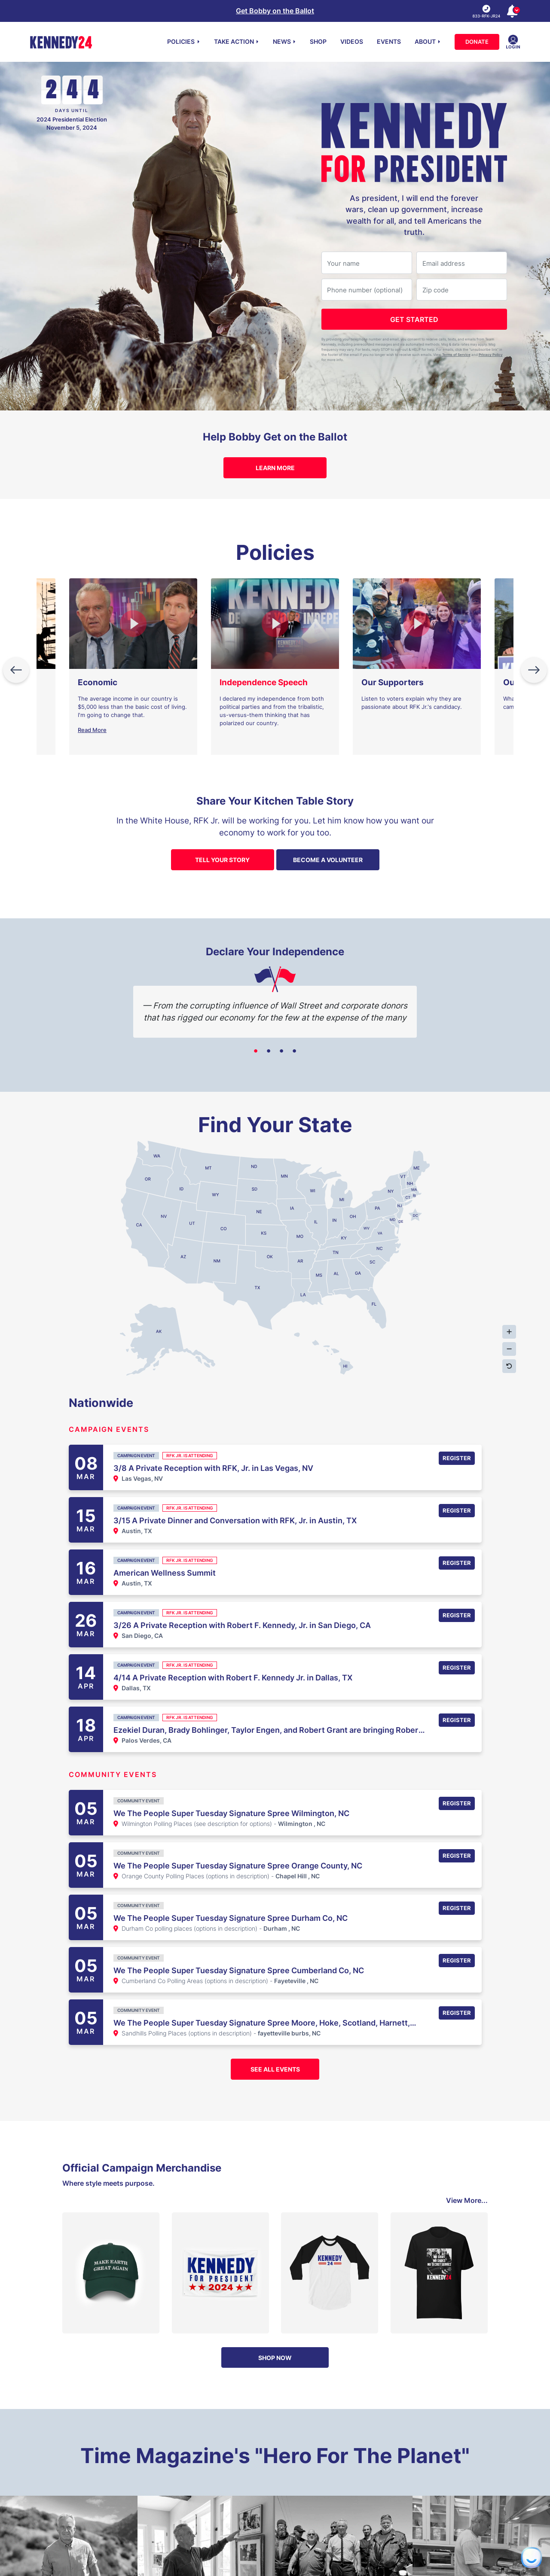 Get Bobby on the Ballot
KENNEDY24
POLICIES
TAKE ACTION
NEWS
SHOP
VIDEOS
EVENTS
ABOUT
DONATE
LOGIN
244
DAYS UNTIL
2024 Presidential Election
November 5, 2024
KENNEDY
FOR PRESIDENT
As president, I will end the forever
wars, clean up government, increase
wealth for all, and tell Americans the
truth.
Your name
Email address
Phone number (optional)
Zip code
GET STARTED
Help Bobby Get on the Ballot
LEARN MORE
Policies
Economic
The average income in our country is
$5,000 less than the basic cost of living.
I'm going to change that.
Read More
Independence Speech
I declared my independence from both
political parties and from the tribalistic,
us-versus-them thinking that has
polarized our country.
Our Supporters
Listen to voters explain why they are
passionate about RFK Jr.'s candidacy.
Share Your Kitchen Table Story
In the White House, RFK Jr. will be working for you. Let him know how you want our
economy to work for you too.
TELL YOUR STORY
BECOME A VOLUNTEER
Declare Your Independence
— From the corrupting influence of Wall Street and corporate donors
that has rigged our economy for the few at the expense of the many
Find Your State
WA
MT
ND
MN
ME
VT
NH
OR
ID
SD
WI
NY
MA
WY
MI
CT
RI
NE
IA
PA
NJ
NV
IL
IN
OH
MD
DE
DC
CA
UT
CO
KS
MO
KY
WV
VA
AZ
NM
OK
AR
TN
NC
SC
MS
AL
GA
TX
LA
FL
AK
HI
Nationwide
CAMPAIGN EVENTS
08
MAR
CAMPAIGN EVENT
RFK JR. IS ATTENDING
3/8 A Private Reception with RFK, Jr. in Las Vegas, NV
Las Vegas, NV
REGISTER
15
MAR
CAMPAIGN EVENT
RFK JR. IS ATTENDING
3/15 A Private Dinner and Conversation with RFK, Jr. in Austin, TX
Austin, TX
REGISTER
16
MAR
CAMPAIGN EVENT
RFK JR. IS ATTENDING
American Wellness Summit
Austin, TX
REGISTER
26
MAR
CAMPAIGN EVENT
RFK JR. IS ATTENDING
3/26 A Private Reception with Robert F. Kennedy, Jr. in San Diego, CA
San Diego, CA
REGISTER
14
APR
CAMPAIGN EVENT
RFK JR. IS ATTENDING
4/14 A Private Reception with Robert F. Kennedy Jr. in Dallas, TX
Dallas, TX
REGISTER
18
APR
CAMPAIGN EVENT
RFK JR. IS ATTENDING
Ezekiel Duran, Brady Bohlinger, Taylor Engen, and Robert Grant are bringing Rober...
Palos Verdes, CA
REGISTER
COMMUNITY EVENTS
05
MAR
COMMUNITY EVENT
We The People Super Tuesday Signature Spree Wilmington, NC
Wilmington Polling Places (see description for options) - Wilmington , NC
REGISTER
05
MAR
COMMUNITY EVENT
We The People Super Tuesday Signature Spree Orange County, NC
Orange County Polling Places (options in description) - Chapel Hill , NC
REGISTER
05
MAR
COMMUNITY EVENT
We The People Super Tuesday Signature Spree Durham Co, NC
Durham Co polling places (options in description) - Durham , NC
REGISTER
05
MAR
COMMUNITY EVENT
We The People Super Tuesday Signature Spree Cumberland Co, NC
Cumberland Co Polling Areas (options in description) - Fayeteville , NC
REGISTER
05
MAR
COMMUNITY EVENT
We The People Super Tuesday Signature Spree Moore, Hoke, Scotland, Harnett,...
Sandhills Polling Places (options in description) - fayetteville burbs, NC
REGISTER
SEE ALL EVENTS
Official Campaign Merchandise
Where style meets purpose.
View More...
MAKE EARTH
GREAT AGAIN
KENNEDY
FOR PRESIDENT
2024
KENNEDY
24
KENNEDY24
SHOP NOW
Time Magazine's "Hero For The Planet"